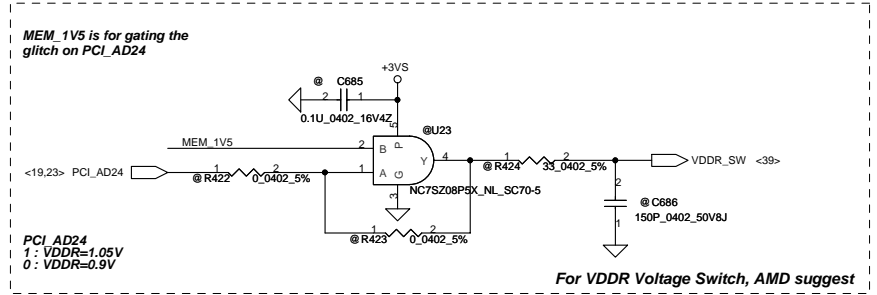 MEM_1V5 is for gating the
glitch on PCI_AD24
+3VS
@ C685
2 1
0.1U_0402_16V4Z
5
@U23
MEM_1V5 2 B P
Y 4
1 @R424 2
33_0402_5%
VDDR_SW <39>
<19,23> PCI_AD24
1 2
@R422 0_0402_5%
1 A G
3
NC7SZ08P5X_NL_SC70-5
2
@C686
150P_0402_50V8J
1
1 2
@R423 0_0402_5%
PCI_AD24
1 : VDDR=1.05V
0 : VDDR=0.9V
For VDDR Voltage Switch, AMD suggest